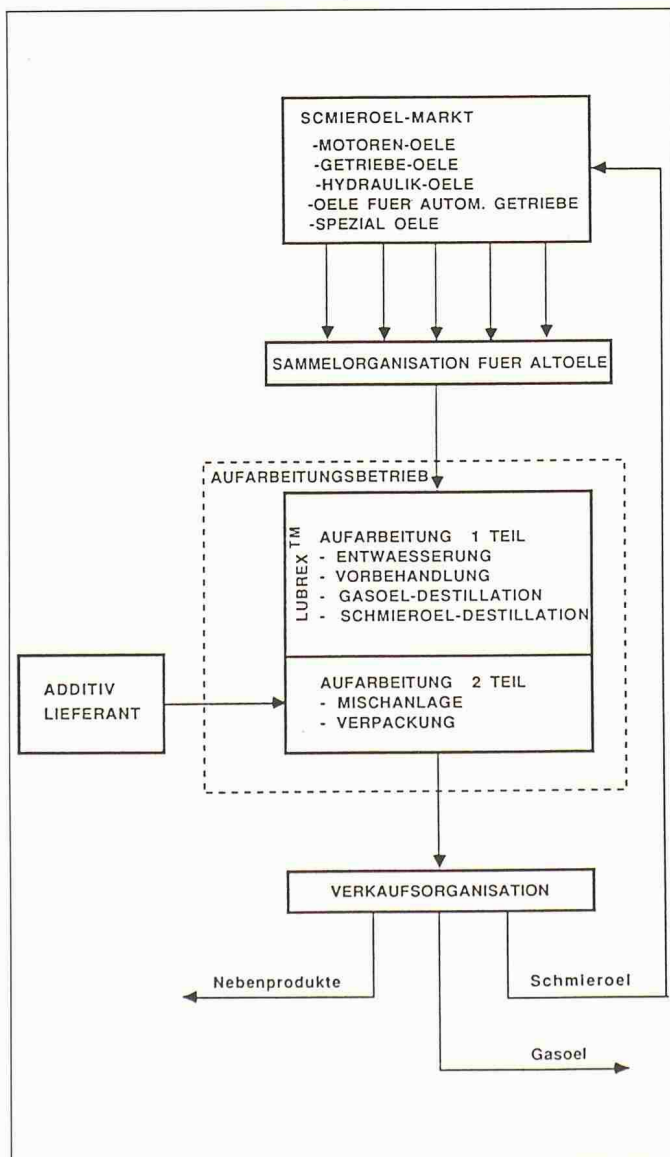 SCMIEROEL-MARKT
-MOTOREN-OELE
-GETRIEBE-OELE
-HYDRAULIK-OELE
-OELE FUER AUTOM. GETRIEBE
-SPEZIAL OELE
SAMMELORGANISATION FUER ALTOELE
AUFARBEITUNGSBETRIEB
LUBREX TM
AUFARBEITUNG 1 TEIL
- ENTWAESSERUNG
- VORBEHANDLUNG
- GASOEL-DESTILLATION
- SCHMIEROEL-DESTILLATION
ADDITIV
LIEFERANT
AUFARBEITUNG 2 TEIL
- MISCHANLAGE
- VERPACKUNG
VERKAUFSORGANISATION
Nebenprodukte
Schmieroel
Gasoel